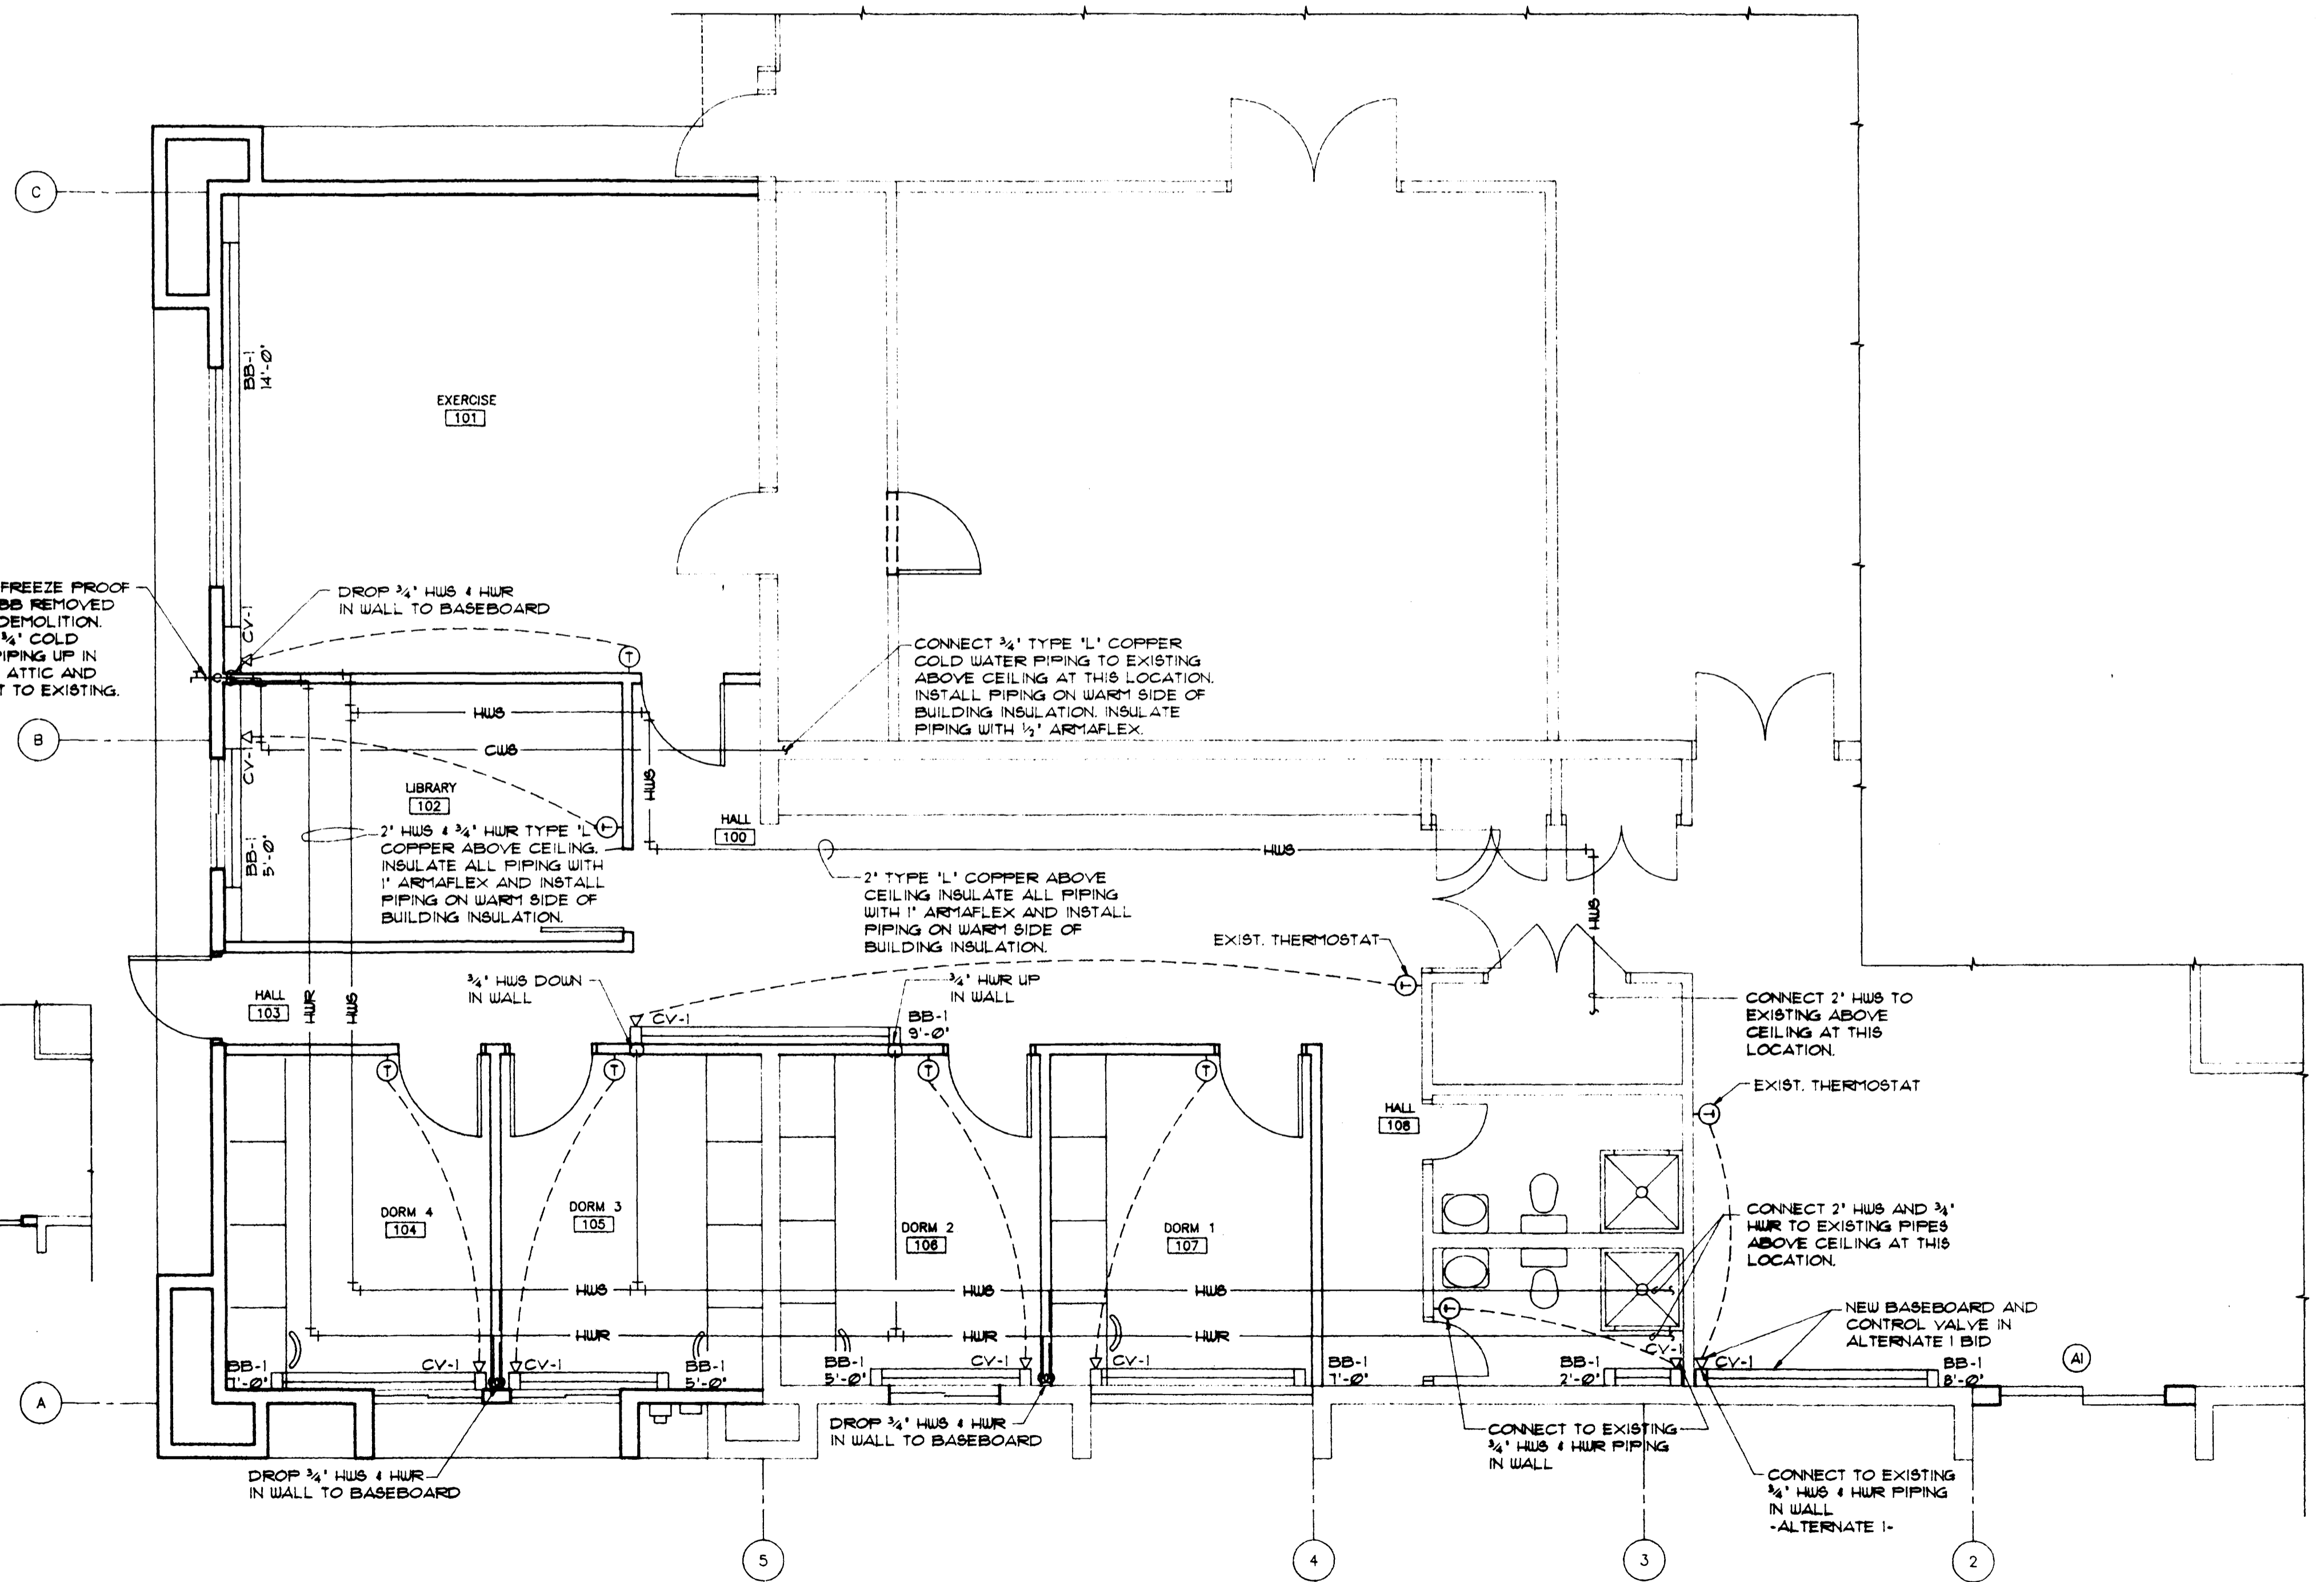 C
BB-1
14'-0"
EXERCISE
101
FREEZE PROOF
BB REMOVED
DEMOLITION.
3/4" COLD
PIPING UP IN
ATTIC AND
T TO EXISTING.
DROP 3/4" HWS & HWR
IN WALL TO BASEBOARD
CV-1
T
CONNECT 3/4" TYPE "L" COPPER
COLD WATER PIPING TO EXISTING
ABOVE CEILING AT THIS LOCATION.
INSTALL PIPING ON WARM SIDE OF
BUILDING INSULATION. INSULATE
PIPING WITH 1/2" ARMAFLEX.
HWS
B
CWS
CV-1
HWS
LIBRARY
102
T
BB-1
5'-0"
2" HWS & 3/4" HWR TYPE "L"
COPPER ABOVE CEILING.
INSULATE ALL PIPING WITH
1" ARMAFLEX AND INSTALL
PIPING ON WARM SIDE OF
BUILDING INSULATION.
HALL
100
HWS
2" TYPE "L" COPPER ABOVE
CEILING INSULATE ALL PIPING
WITH 1" ARMAFLEX AND INSTALL
PIPING ON WARM SIDE OF
BUILDING INSULATION.
HWS
EXIST. THERMOSTAT
T
3/4" HWS DOWN
IN WALL
3/4" HWR UP
IN WALL
HALL
103
HWR
HWS
CV-1
BB-1
9'-0"
CONNECT 2" HWS TO
EXISTING ABOVE
CEILING AT THIS
LOCATION.
T
T
T
T
EXIST. THERMOSTAT
T
HALL
108
DORM 4
104
DORM 3
105
DORM 2
106
DORM 1
107
CONNECT 2" HWS AND 3/4"
HWR TO EXISTING PIPES
ABOVE CEILING AT THIS
LOCATION.
HWS
HWS
HWS
T
HWR
HWR
HWR
NEW BASEBOARD AND
CONTROL VALVE IN
ALTERNATE 1 BID
A1
BB-1
7'-0"
CV-1
CV-1
BB-1
5'-0"
BB-1
5'-0"
CV-1
BB-1
7'-0"
BB-1
2'-0"
CV-1
CV-1
BB-1
8'-0"
A
DROP 3/4" HWS & HWR
IN WALL TO BASEBOARD
DROP 3/4" HWS & HWR
IN WALL TO BASEBOARD
CONNECT TO EXISTING
3/4" HWS & HWR PIPING
IN WALL
CONNECT TO EXISTING
3/4" HWS & HWR PIPING
IN WALL
-ALTERNATE 1-
5
4
3
2